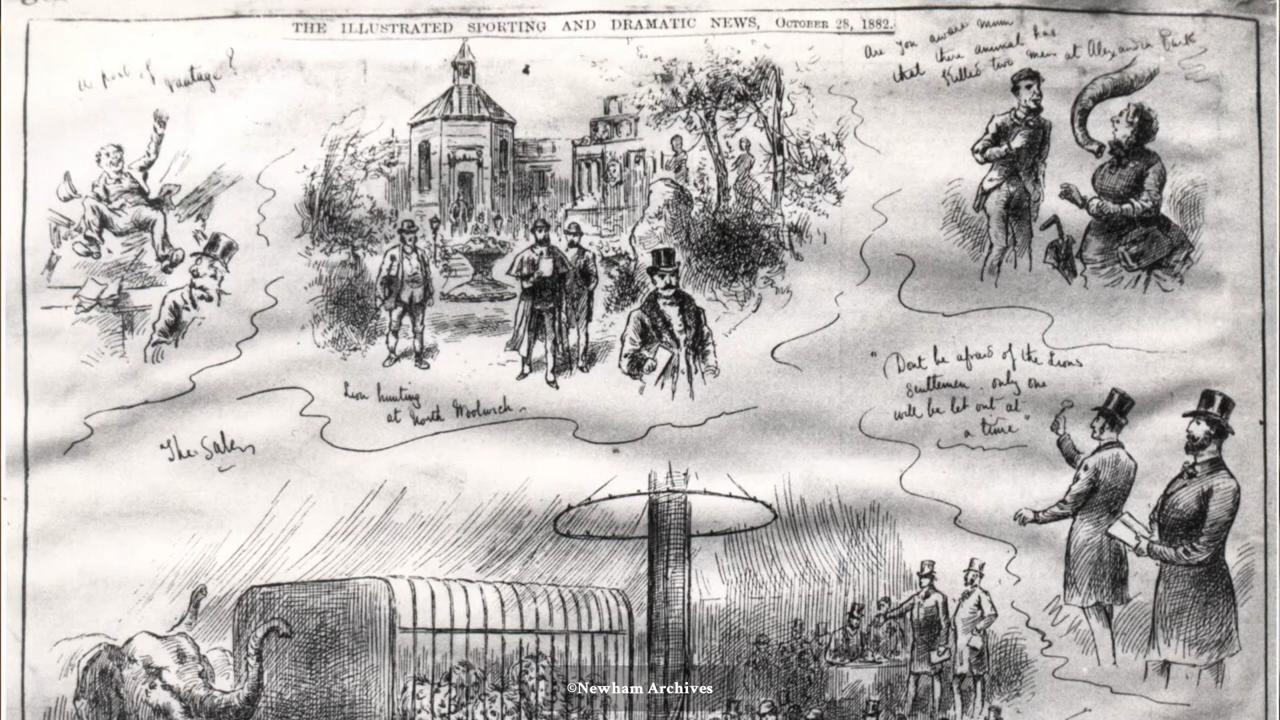 THE ILLUSTRATED SPORTING AND DRAMATIC NEWS, OCTOBER 28, 1882.
a post of vantage?
are you aware mum
that there animal has
killed two men at Alexandra Park
Lion hunting
at North Woolwich
"Dont be afraid of the Lions
gentlemen. only one
will be let out at
a time"
The Sale
©Newham Archives